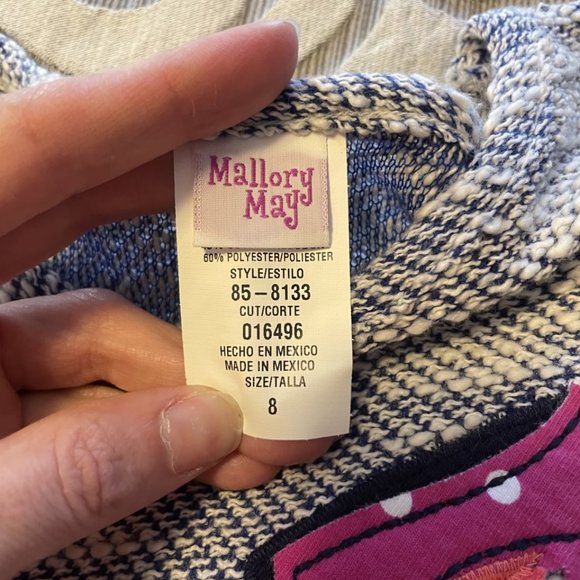 Mallory
May
60% POLYESTER/POLIESTER
STYLE/ESTILO
85-8133
CUT/CORTE
016496
HECHO EN MEXICO
MADE IN MEXICO
SIZE/TALLA
8